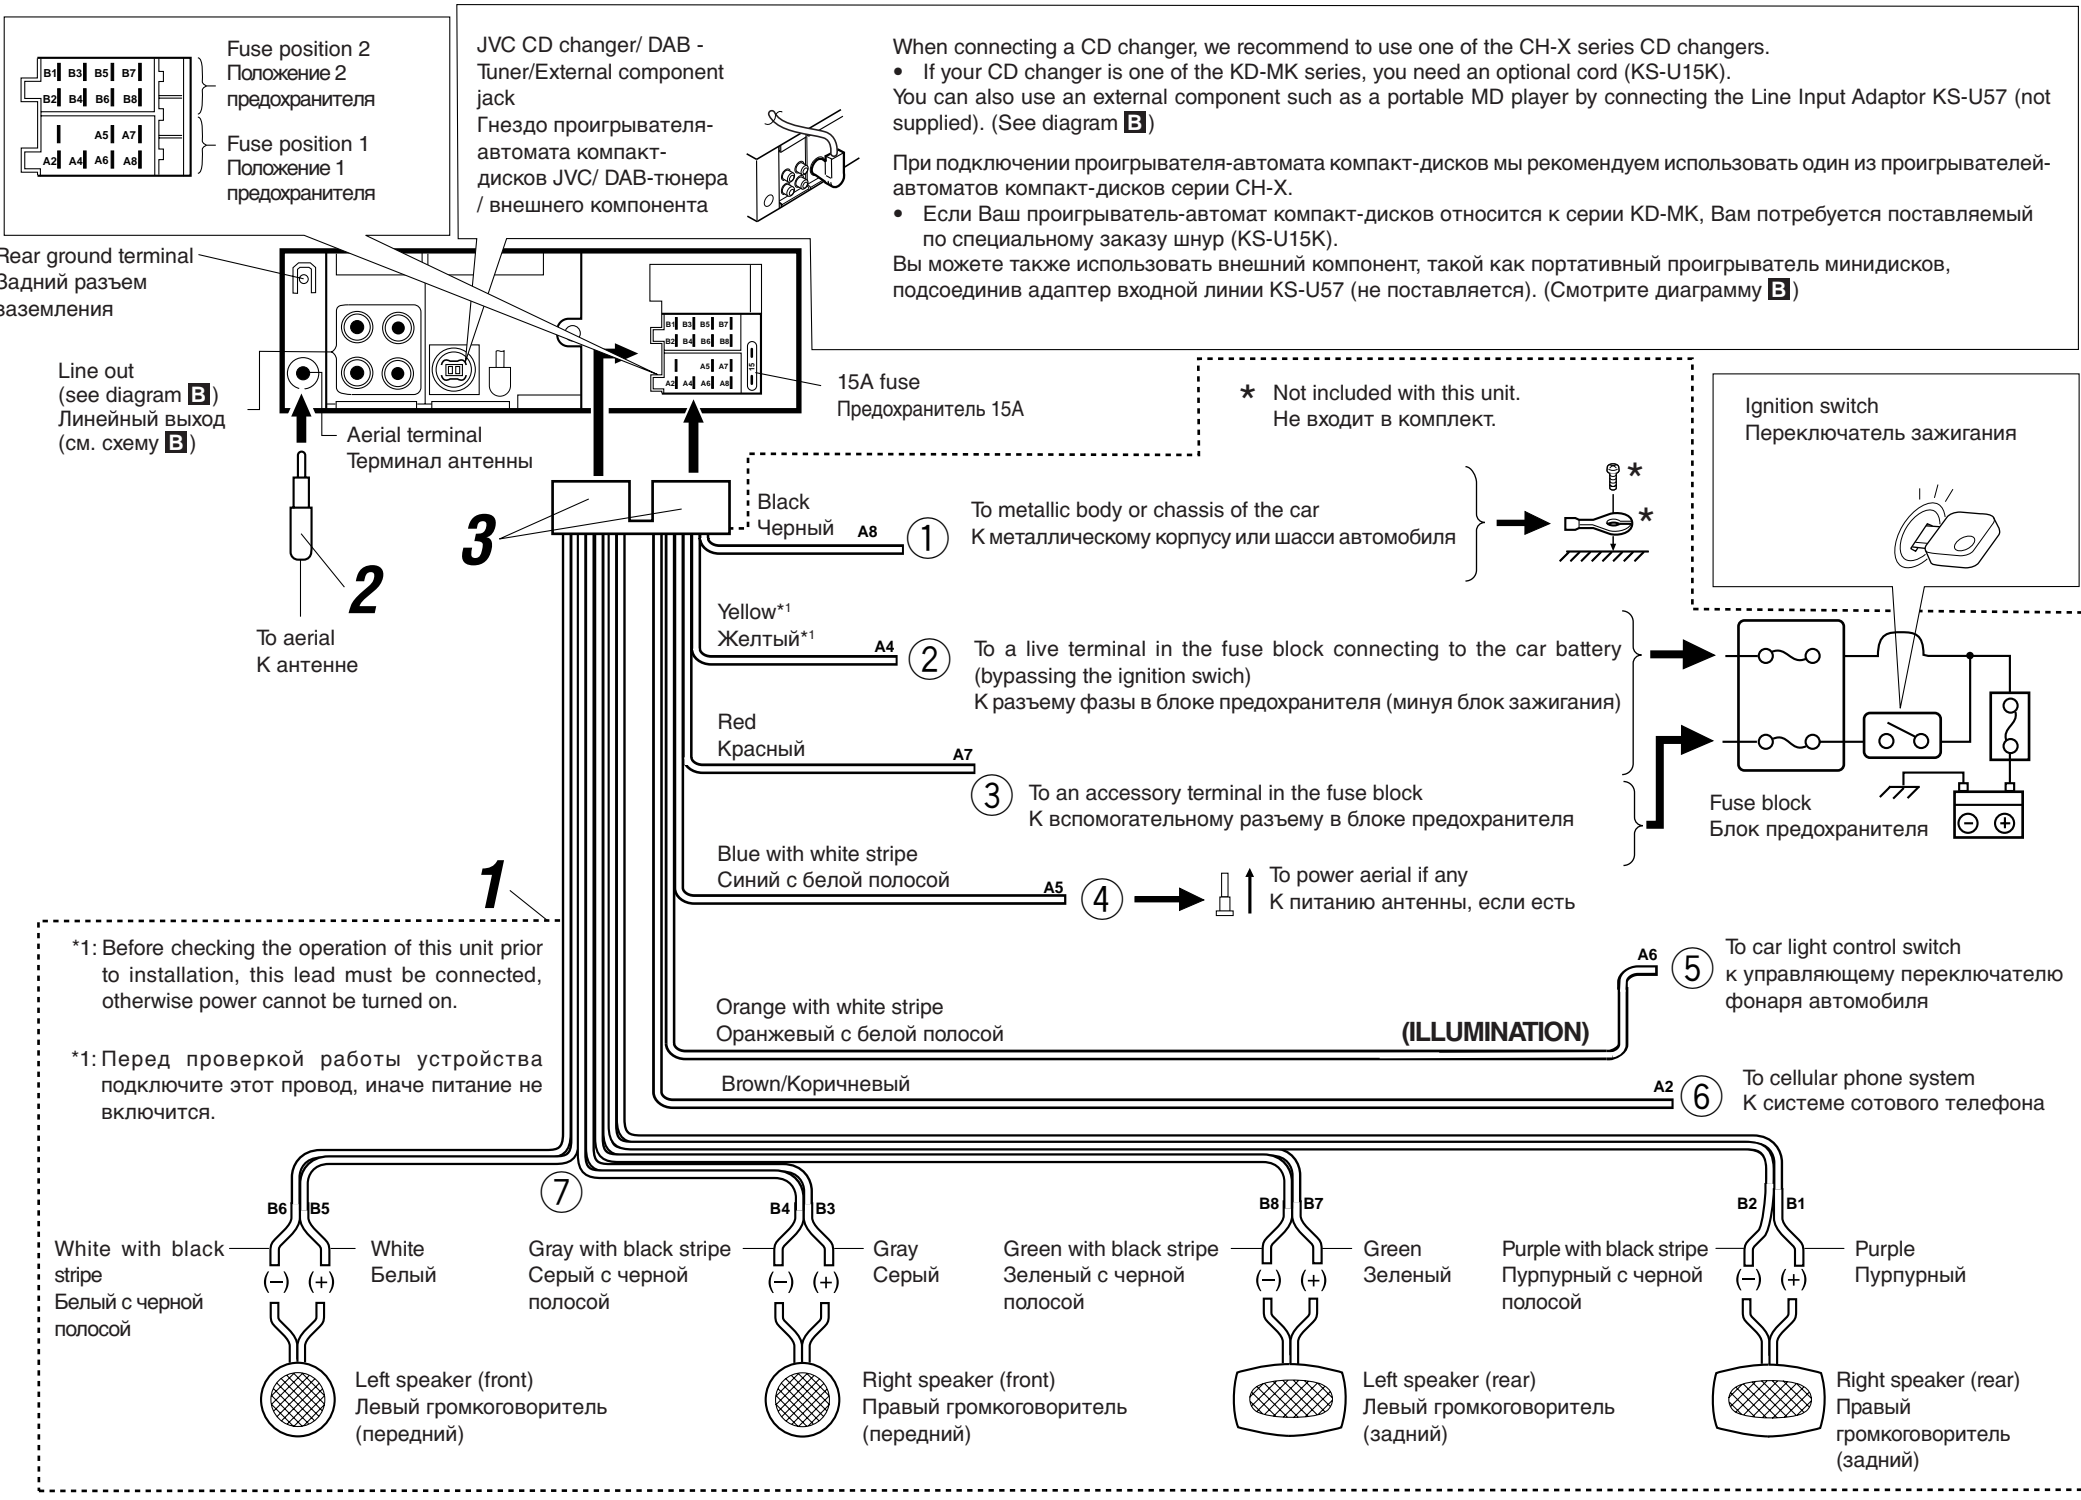 Fuse position 2
Положение 2
предохранителя
B1 B3 B5 B7
B2 B4 B6 B8
A5 A7
A2 A4 A6 A8
Fuse position 1
Положение 1
предохранителя
JVC CD changer/ DAB -
Tuner/External component
jack
Гнездо проигрывателя-
автомата компакт-
дисков JVC/ DAB-тюнера
/ внешнего компонента
When connecting a CD changer, we recommend to use one of the CH-X series CD changers.
• If your CD changer is one of the KD-MK series, you need an optional cord (KS-U15K).
You can also use an external component such as a portable MD player by connecting the Line Input Adaptor KS-U57 (not
supplied). (See diagram B)
При подключении проигрывателя-автомата компакт-дисков мы рекомендуем использовать один из проигрывателей-
автоматов компакт-дисков серии CH-X.
• Если Ваш проигрыватель-автомат компакт-дисков относится к серии KD-MK, Вам потребуется поставляемый
по специальному заказу шнур (KS-U15K).
Вы можете также использовать внешний компонент, такой как портативный проигрыватель минидисков,
подсоединив адаптер входной линии KS-U57 (не поставляется). (Смотрите диаграмму B)
Rear ground terminal
Задний разъем
заземления
B1 B3 B5 B7
B2 B4 B6 B8
A5 A7
A2 A4 A6 A8
15
Line out
(see diagram B)
Линейный выход
(см. схему B)
15A fuse
Предохранитель 15А
Aerial terminal
Терминал антенны
* Not included with this unit.
Не входит в комплект.
Ignition switch
Переключатель зажигания
2
To aerial
К антенне
3
Black
Черный
A8
1
To metallic body or chassis of the car
К металлическому корпусу или шасси автомобиля
*
*
Yellow*1
Желтый*1
A4
2
To a live terminal in the fuse block connecting to the car battery
(bypassing the ignition swich)
К разъему фазы в блоке предохранителя (минуя блок зажигания)
Red
Красный
A7
3
To an accessory terminal in the fuse block
К вспомогательному разъему в блоке предохранителя
Fuse block
Блок предохранителя
Blue with white stripe
Синий с белой полосой
A5
4
To power aerial if any
К питанию антенны, если есть
1
*1: Before checking the operation of this unit prior
to installation, this lead must be connected,
otherwise power cannot be turned on.
*1: Перед проверкой работы устройства
подключите этот провод, иначе питание не
включится.
Orange with white stripe
Оранжевый с белой полосой
(ILLUMINATION)
A6
5
To car light control switch
к управляющему переключателю
фонаря автомобиля
Brown/Коричневый
A2
6
To cellular phone system
К системе сотового телефона
7
B6 B5
White with black
stripe
Белый с черной
полосой
White
Белый
(−) (+)
Left speaker (front)
Левый громкоговоритель
(передний)
B4 B3
Gray with black stripe
Серый с черной
полосой
Gray
Серый
(−) (+)
Right speaker (front)
Правый громкоговоритель
(передний)
B8 B7
Green with black stripe
Зеленый с черной
полосой
Green
Зеленый
(−) (+)
Left speaker (rear)
Левый громкоговоритель
(задний)
B2 B1
Purple with black stripe
Пурпурный с черной
полосой
Purple
Пурпурный
(−) (+)
Right speaker (rear)
Правый
громкоговоритель
(задний)